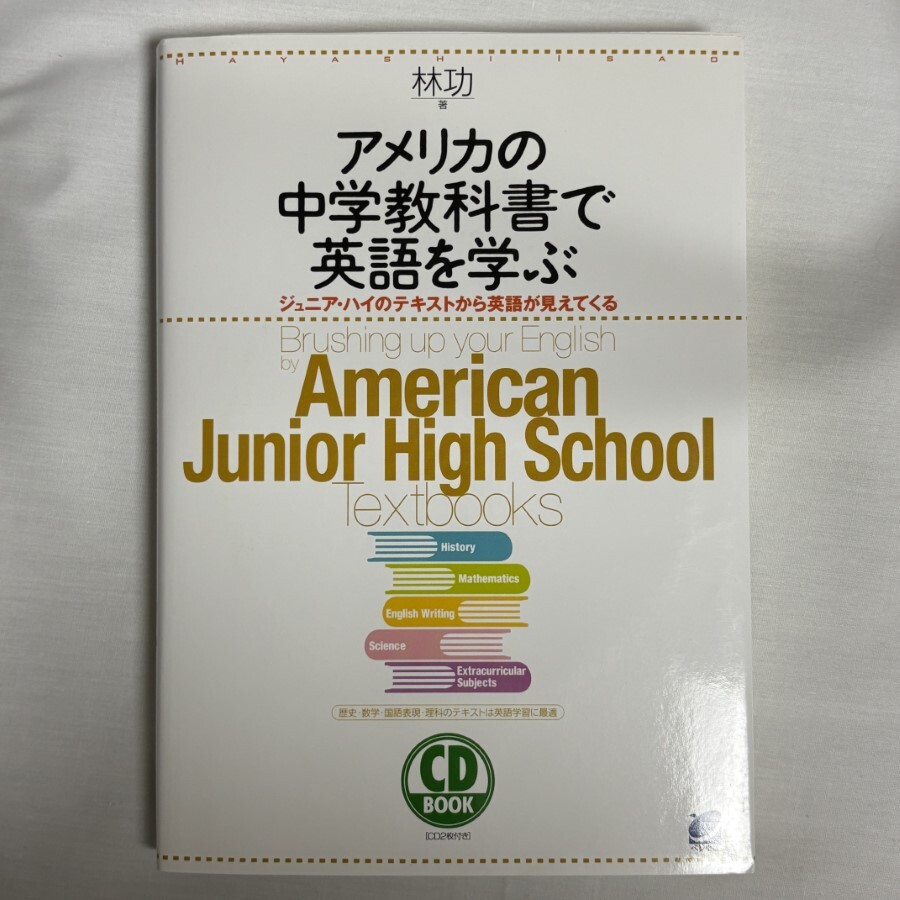 HAYASHI ISAO
林功
著
アメリカの
中学教科書で
英語を学ぶ
ジュニア・ハイのテキストから英語が見えてくる
Brushing up your English
by
American
Junior High School
Textbooks
History
Mathematics
English Writing
Science
Extracurricular
Subjects
歴史・数学・国語表現・理科のテキストは英語学習に最適
CD
BOOK
[CD2枚付き]
ベレ出版